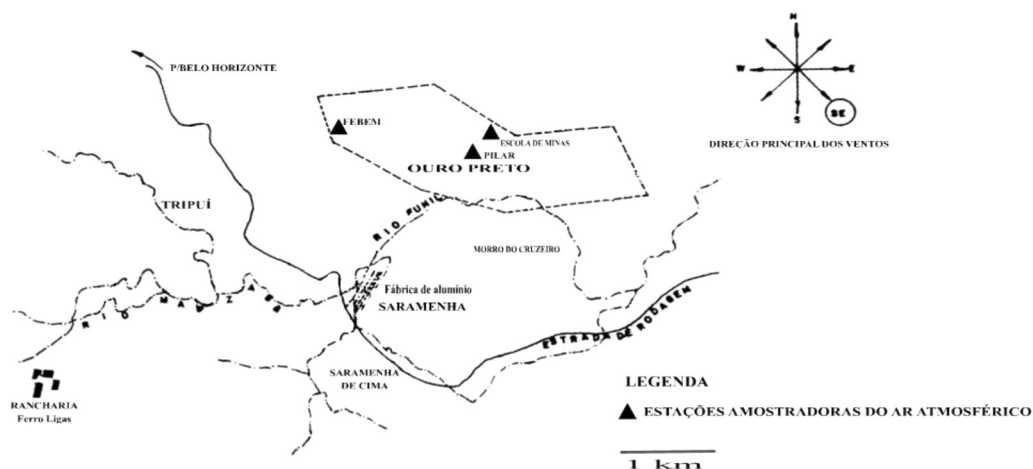 N
W
E
S
SE
DIREÇÃO PRINCIPAL DOS VENTOS
P/BELO HORIZONTE
FEBEM
ESCOLA DE MINAS
PILAR
OURO PRETO
TRIPUÍ
RIO FUNIL
MORRO DO CRUZEIRO
Fábrica de alumínio
SARAMENHA
RIO
ESTRADA DE RODAGEM
SARAMENHA
DE CIMA
RANCHARIA
Ferro Ligas
LEGENDA
ESTAÇÕES AMOSTRADORAS DO AR ATMOSFÉRICO
1 km